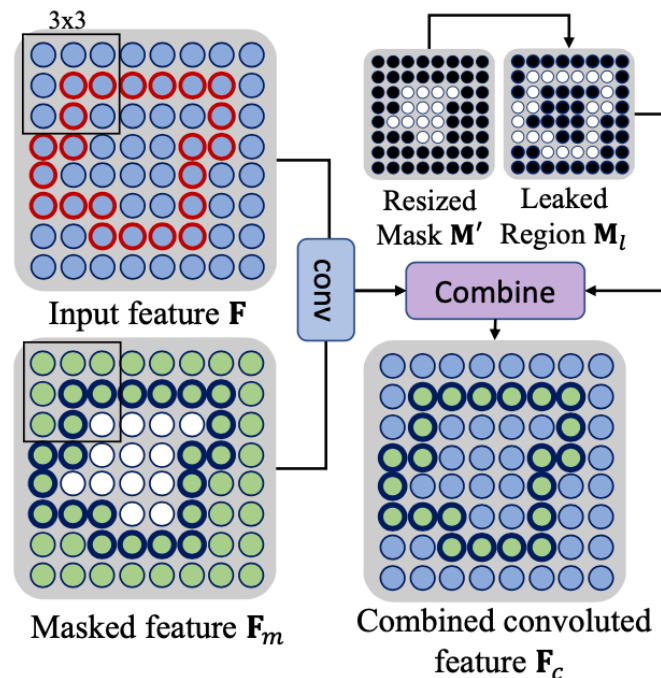 3x3
Resized
Mask M'
Leaked
Region Mₗ
Input feature F
conv
Combine
Masked feature Fₘ
Combined convoluted
feature F꜀